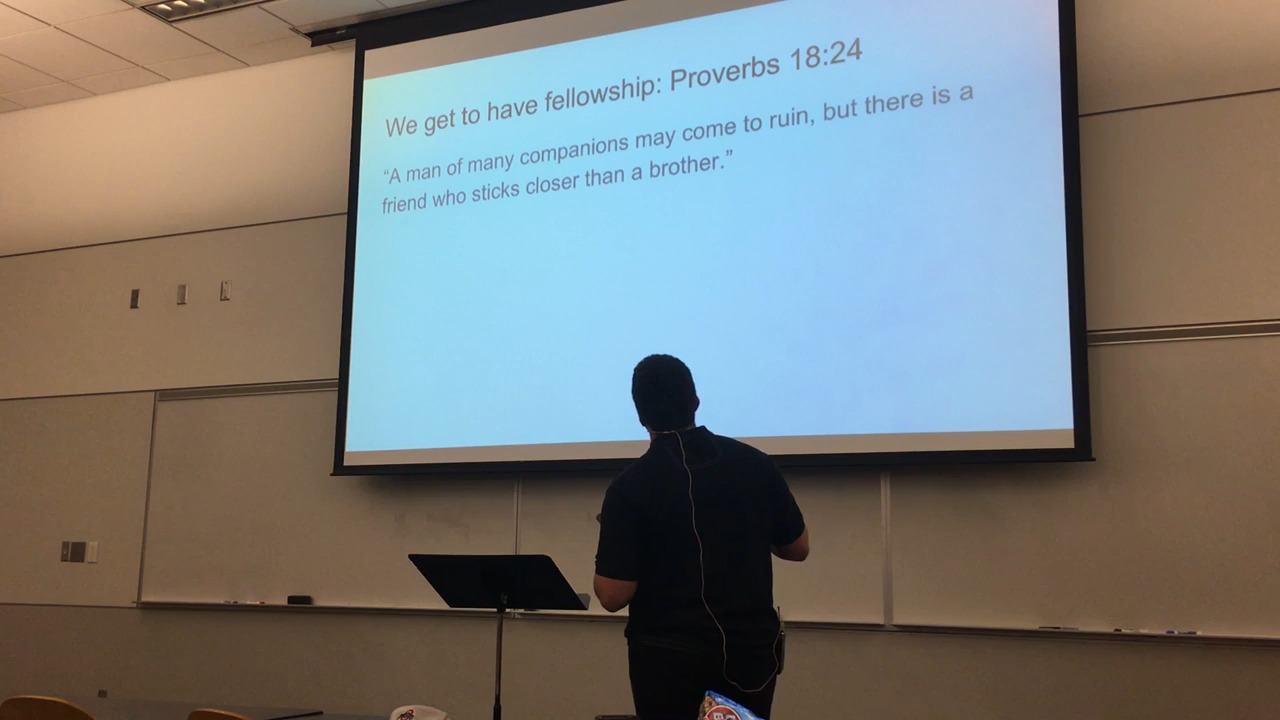 We get to have fellowship: Proverbs 18:24
“A man of many companions may come to ruin, but there is a
friend who sticks closer than a brother.”